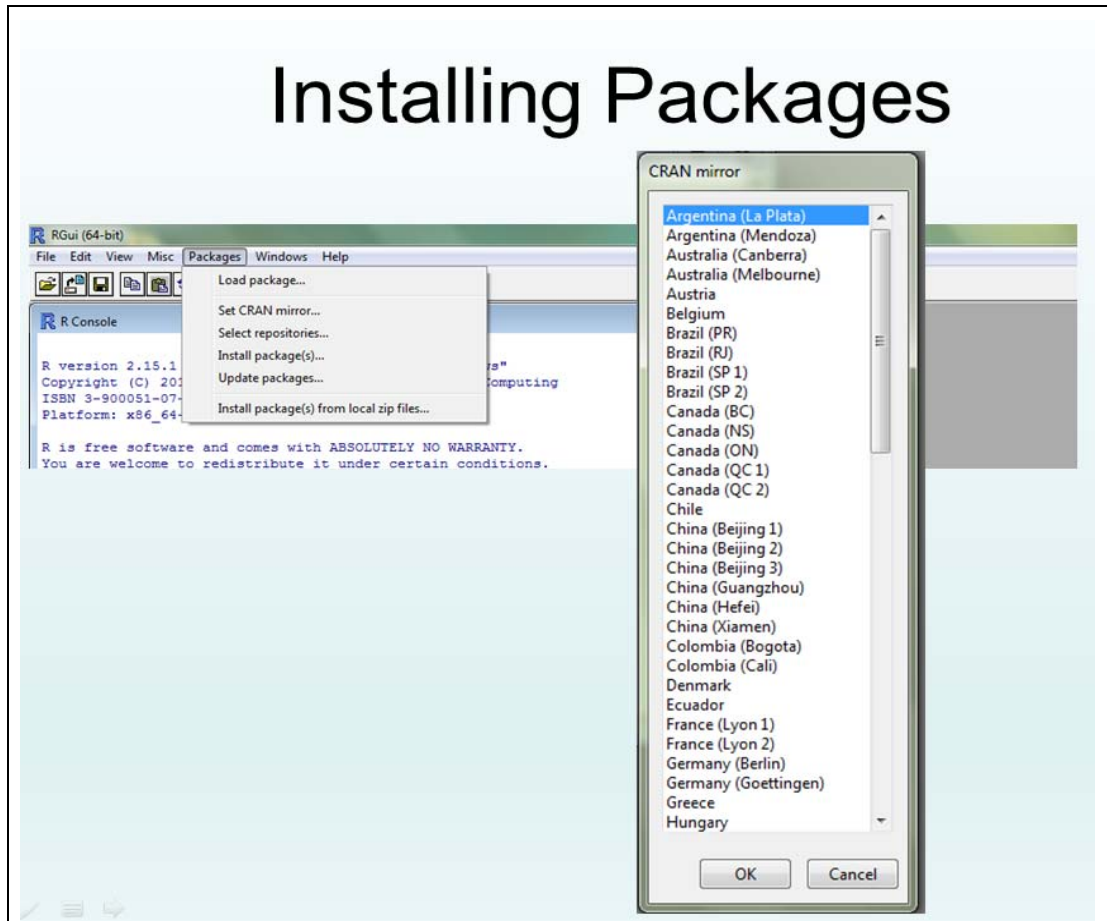 Installing Packages
RGui (64-bit)
File Edit View Misc Packages Windows Help
Load package...
Set CRAN mirror...
Select repositories...
Install package(s)...
Update packages...
Install package(s) from local zip files...
R Console
R version 2.15.1
Copyright (C) 201 Computing
ISBN 3-900051-07-
Platform: x86_64-
R is free software and comes with ABSOLUTELY NO WARRANTY.
You are welcome to redistribute it under certain conditions.
CRAN mirror
Argentina (La Plata)
Argentina (Mendoza)
Australia (Canberra)
Australia (Melbourne)
Austria
Belgium
Brazil (PR)
Brazil (RJ)
Brazil (SP 1)
Brazil (SP 2)
Canada (BC)
Canada (NS)
Canada (ON)
Canada (QC 1)
Canada (QC 2)
Chile
China (Beijing 1)
China (Beijing 2)
China (Beijing 3)
China (Guangzhou)
China (Hefei)
China (Xiamen)
Colombia (Bogota)
Colombia (Cali)
Denmark
Ecuador
France (Lyon 1)
France (Lyon 2)
Germany (Berlin)
Germany (Goettingen)
Greece
Hungary
OK Cancel